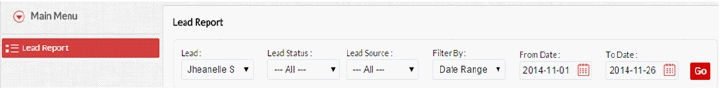 Main Menu
Lead Report
Lead Report
Lead : Lead Status : Lead Source : Filter By : From Date : To Date :
Jheanelle S --- All --- --- All --- Date Range 2014-11-01 2014-11-26 Go